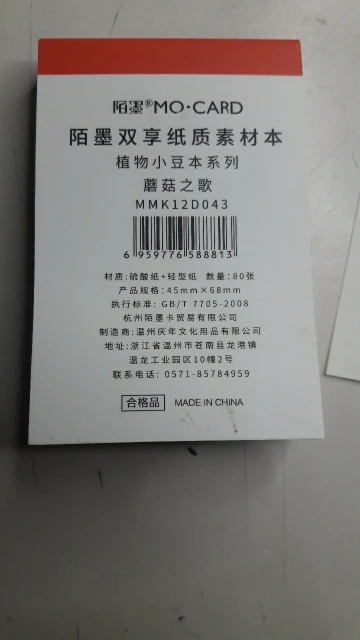 陌墨®MO·CARD
陌墨双享纸质素材本
植物小豆本系列
蘑菇之歌
MMK12D043
6 959776 588813
材质:硫酸纸+轻型纸 数量:80张
产品规格:45mm×68mm
执行标准: GB/T 7705-2008
杭州陌墨卡贸易有限公司
制造商:温州庆年文化用品有限公司
地址:浙江省温州市苍南县龙港镇
温龙工业园区10幢2号
联系电话: 0571-85784959
合格品 MADE IN CHINA